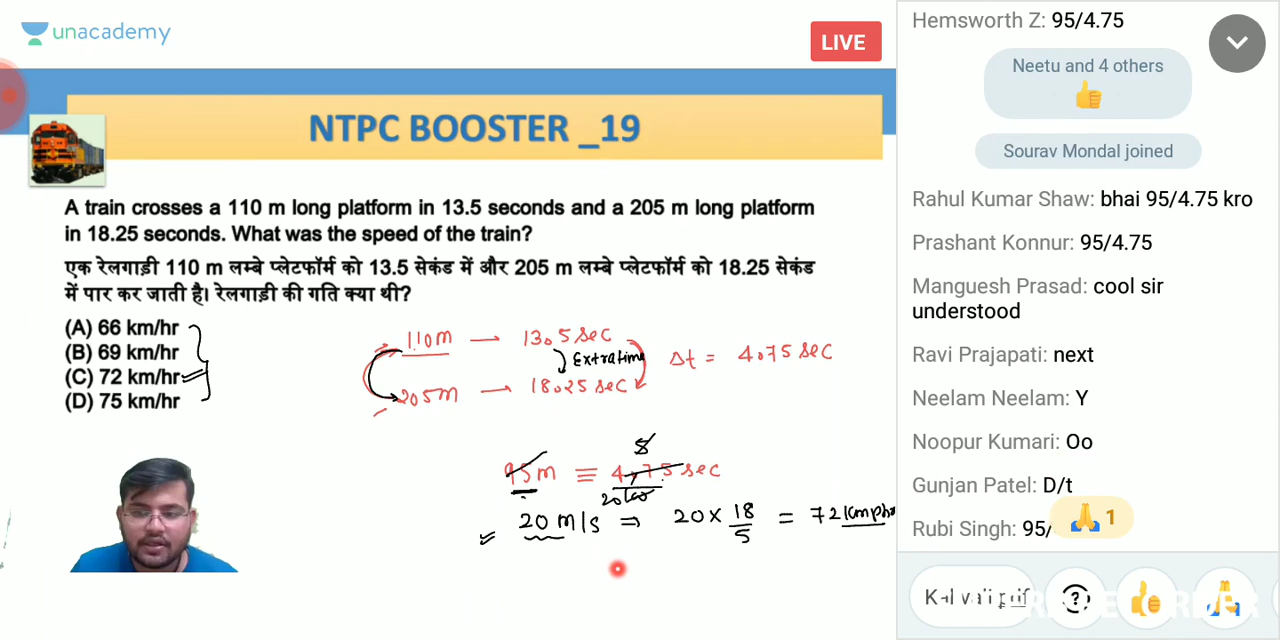 unacademy
LIVE
NTPC BOOSTER _19
A train crosses a 110 m long platform in 13.5 seconds and a 205 m long platform
in 18.25 seconds. What was the speed of the train?
एक रेलगाड़ी 110 m लम्बे प्लेटफॉर्म को 13.5 सेकंड में और 205 m लम्बे प्लेटफॉर्म को 18.25 सेकंड
में पार कर जाती है। रेलगाड़ी की गति क्या थी?
(A) 66 km/hr
(B) 69 km/hr
(C) 72 km/hr
(D) 75 km/hr
110m → 13.5 sec
Extra time
Δt = 4.75 sec
205m → 18.25 sec
5
95m ≡ 4.75 sec
20 100
20 m/s ⇒ 20 × 18/5 = 72 kmph
Hemsworth Z: 95/4.75
Neetu and 4 others
Sourav Mondal joined
Rahul Kumar Shaw: bhai 95/4.75 kro
Prashant Konnur: 95/4.75
Manguesh Prasad: cool sir
understood
Ravi Prajapati: next
Neelam Neelam: Y
Noopur Kumari: Oo
Gunjan Patel: D/t
Rubi Singh: 95/
1